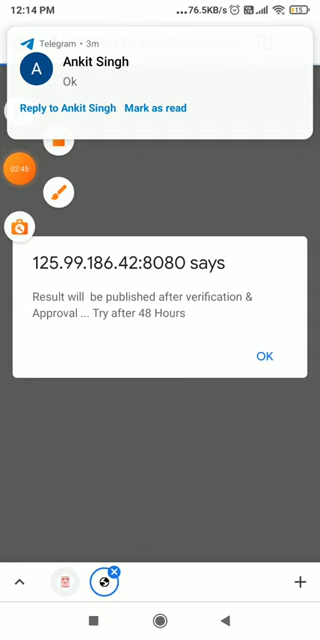 12:14 PM
...76.5KB/s
15
Telegram • 3m
A
Ankit Singh
Ok
Reply to Ankit Singh Mark as read
02:45
125.99.186.42:8080 says
Result will be published after verification &
Approval ... Try after 48 Hours
OK